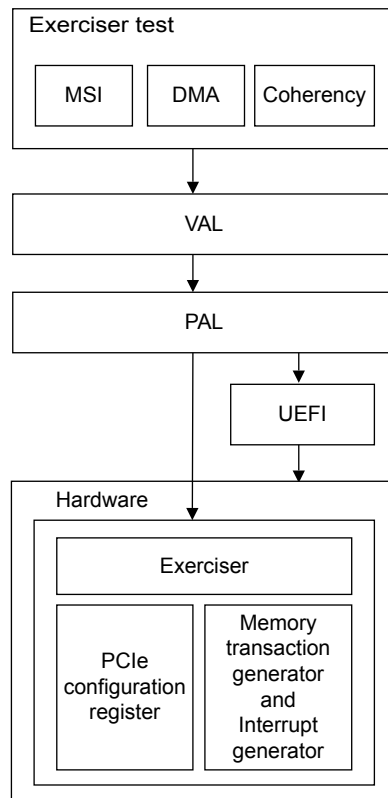 Exerciser test
MSI
DMA
Coherency
VAL
PAL
UEFI
Hardware
Exerciser
PCIe
configuration
register
Memory
transaction
generator
and
Interrupt
generator